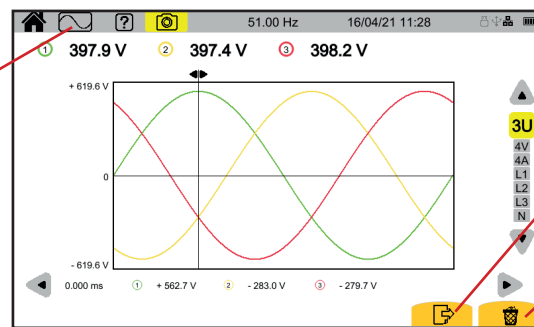 ? 51.00 Hz 16/04/21 11:28
1 397.9 V 2 397.4 V 3 398.2 V
+ 619.6 V
3U
4V
4A
L1
L2
L3
N
0
- 619.6 V
0.000 ms 1 + 562.7 V 2 - 283.0 V 3 - 279.7 V